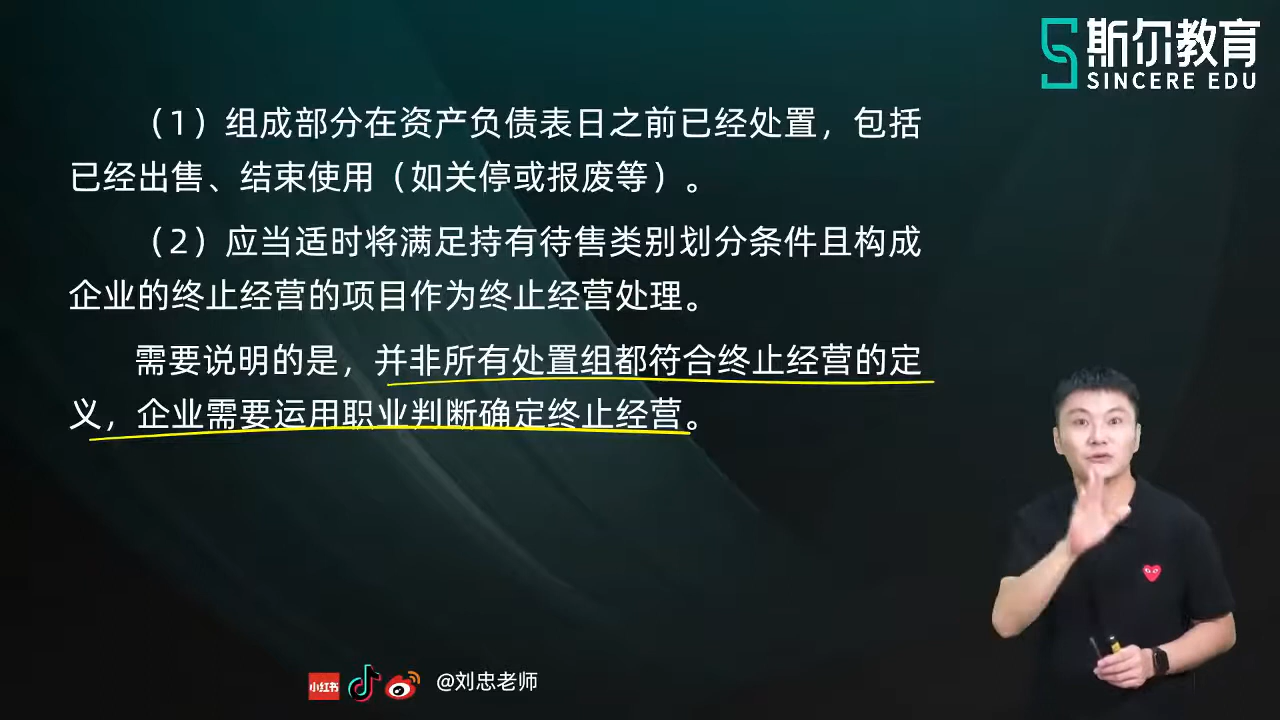 斯尔教育
SINCERE EDU
（1）组成部分在资产负债表日之前已经处置，包括
已经出售、结束使用（如关停或报废等）。
（2）应当适时将满足持有待售类别划分条件且构成
企业的终止经营的项目作为终止经营处理。
需要说明的是，并非所有处置组都符合终止经营的定
义，企业需要运用职业判断确定终止经营。
小红书 @刘忠老师